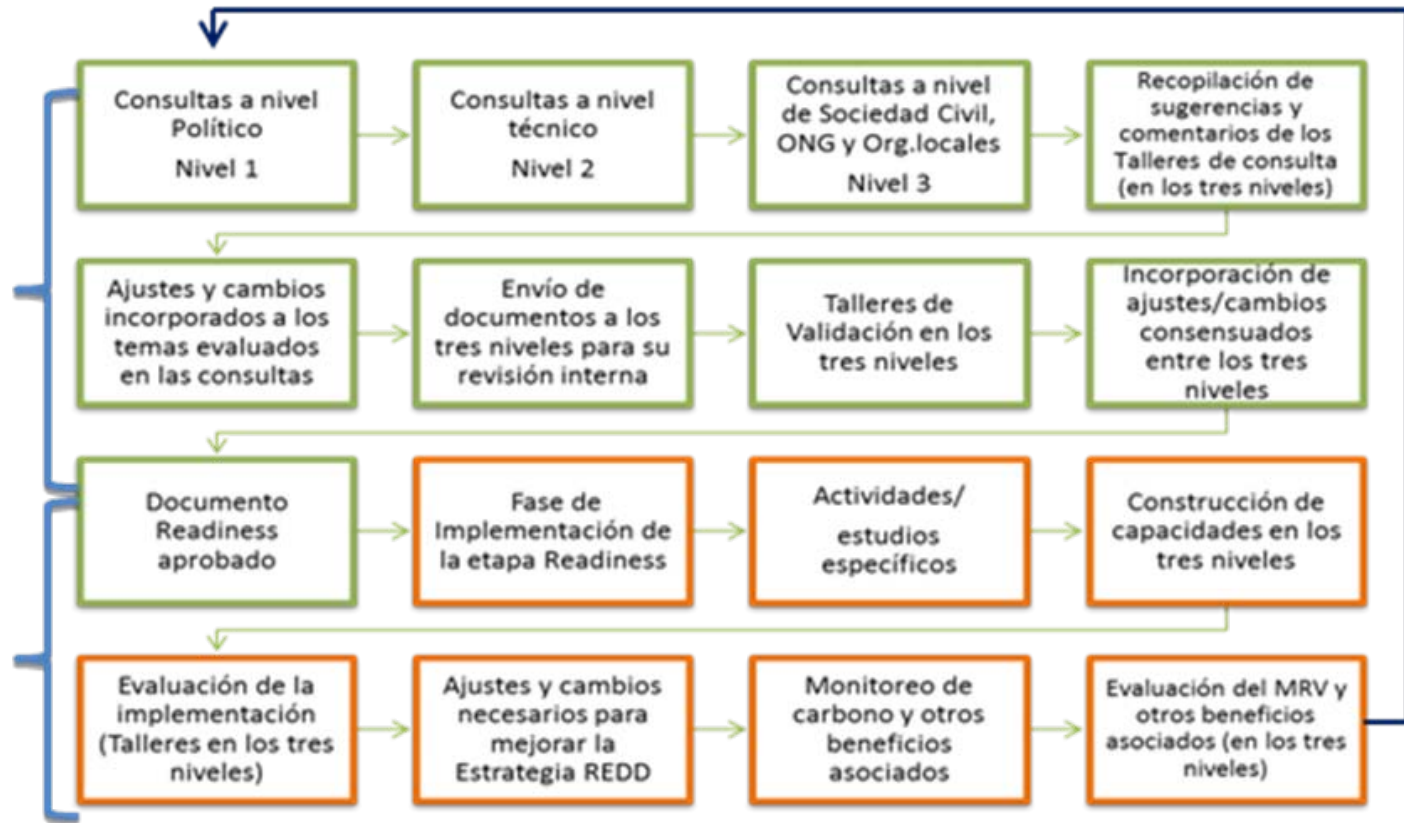 Consultas a nivel
Político
Nivel 1
Consultas a nivel
técnico
Nivel 2
Consultas a nivel
de Sociedad Civil,
ONG y Org.locales
Nivel 3
Recopilación de
sugerencias y
comentarios de los
Talleres de consulta
(en los tres niveles)
Ajustes y cambios
incorporados a los
temas evaluados
en las consultas
Envío de
documentos a los
tres niveles para su
revisión interna
Talleres de
Validación en los
tres niveles
Incorporación de
ajustes/cambios
consensuados
entre los tres
niveles
Documento
Readiness
aprobado
Fase de
Implementación de
la etapa Readiness
Actividades/
estudios
específicos
Construcción de
capacidades en los
tres niveles
Evaluación de la
implementación
(Talleres en los tres
niveles)
Ajustes y cambios
necesarios para
mejorar la
Estrategia REDD
Monitoreo de
carbono y otros
beneficios
asociados
Evaluación del MRV y
otros beneficios
asociados (en los tres
niveles)